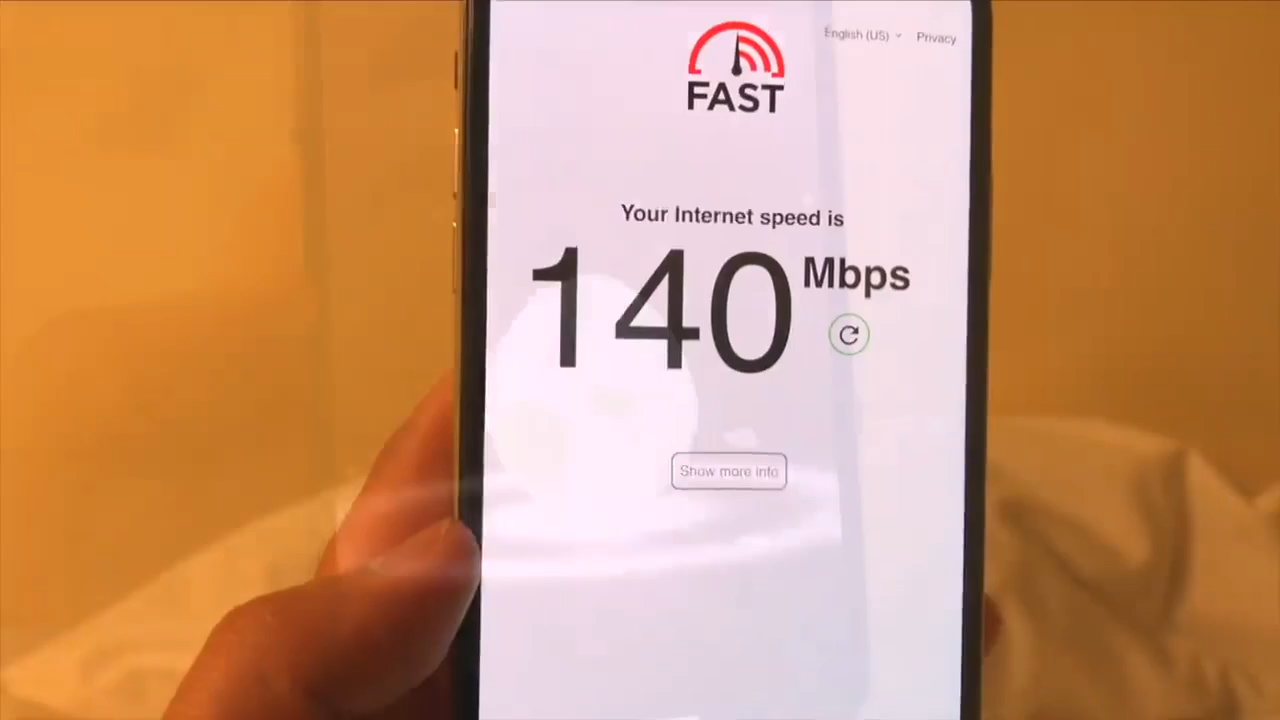 English (US) Privacy
FAST
Your Internet speed is
140 Mbps
Show more info